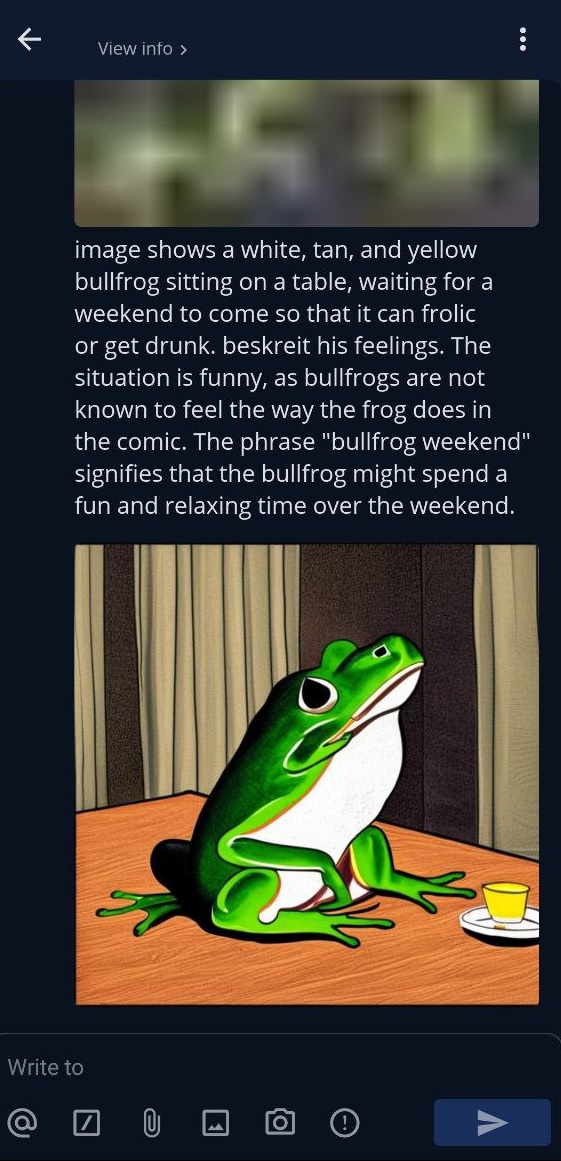 View info >
image shows a white, tan, and yellow
bullfrog sitting on a table, waiting for a
weekend to come so that it can frolic
or get drunk. beskreit his feelings. The
situation is funny, as bullfrogs are not
known to feel the way the frog does in
the comic. The phrase "bullfrog weekend"
signifies that the bullfrog might spend a
fun and relaxing time over the weekend.
Write to